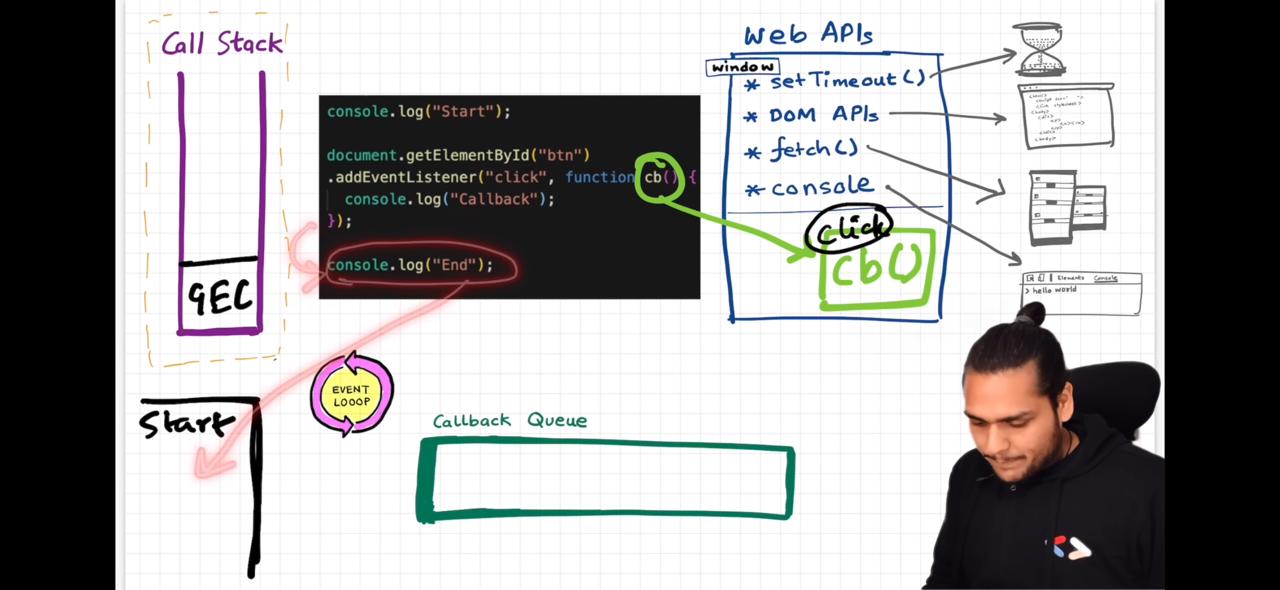 Call Stack
GEC
console.log("Start");
document.getElementById("btn")
.addEventListener("click", function cb() {
console.log("Callback");
});
console.log("End");
Web APIs
window
* setTimeout()
* DOM APIs
* fetch()
* console
click
cb()
Elements Console
> hello world
Start
EVENT
LOOOP
Callback Queue